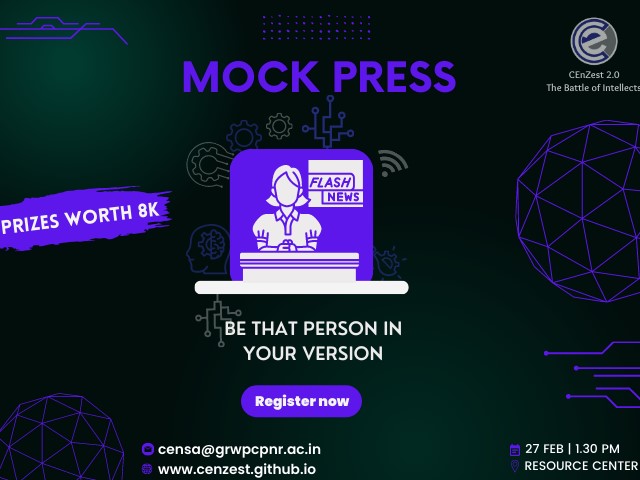 MOCK PRESS
CEnZest 2.0
The Battle of Intellects
PRIZES WORTH 8K
FLASH
NEWS
BE THAT PERSON IN
YOUR VERSION
Register now
censa@grwpcpnr.ac.in
www.cenzest.github.io
27 FEB | 1.30 PM
RESOURCE CENTER